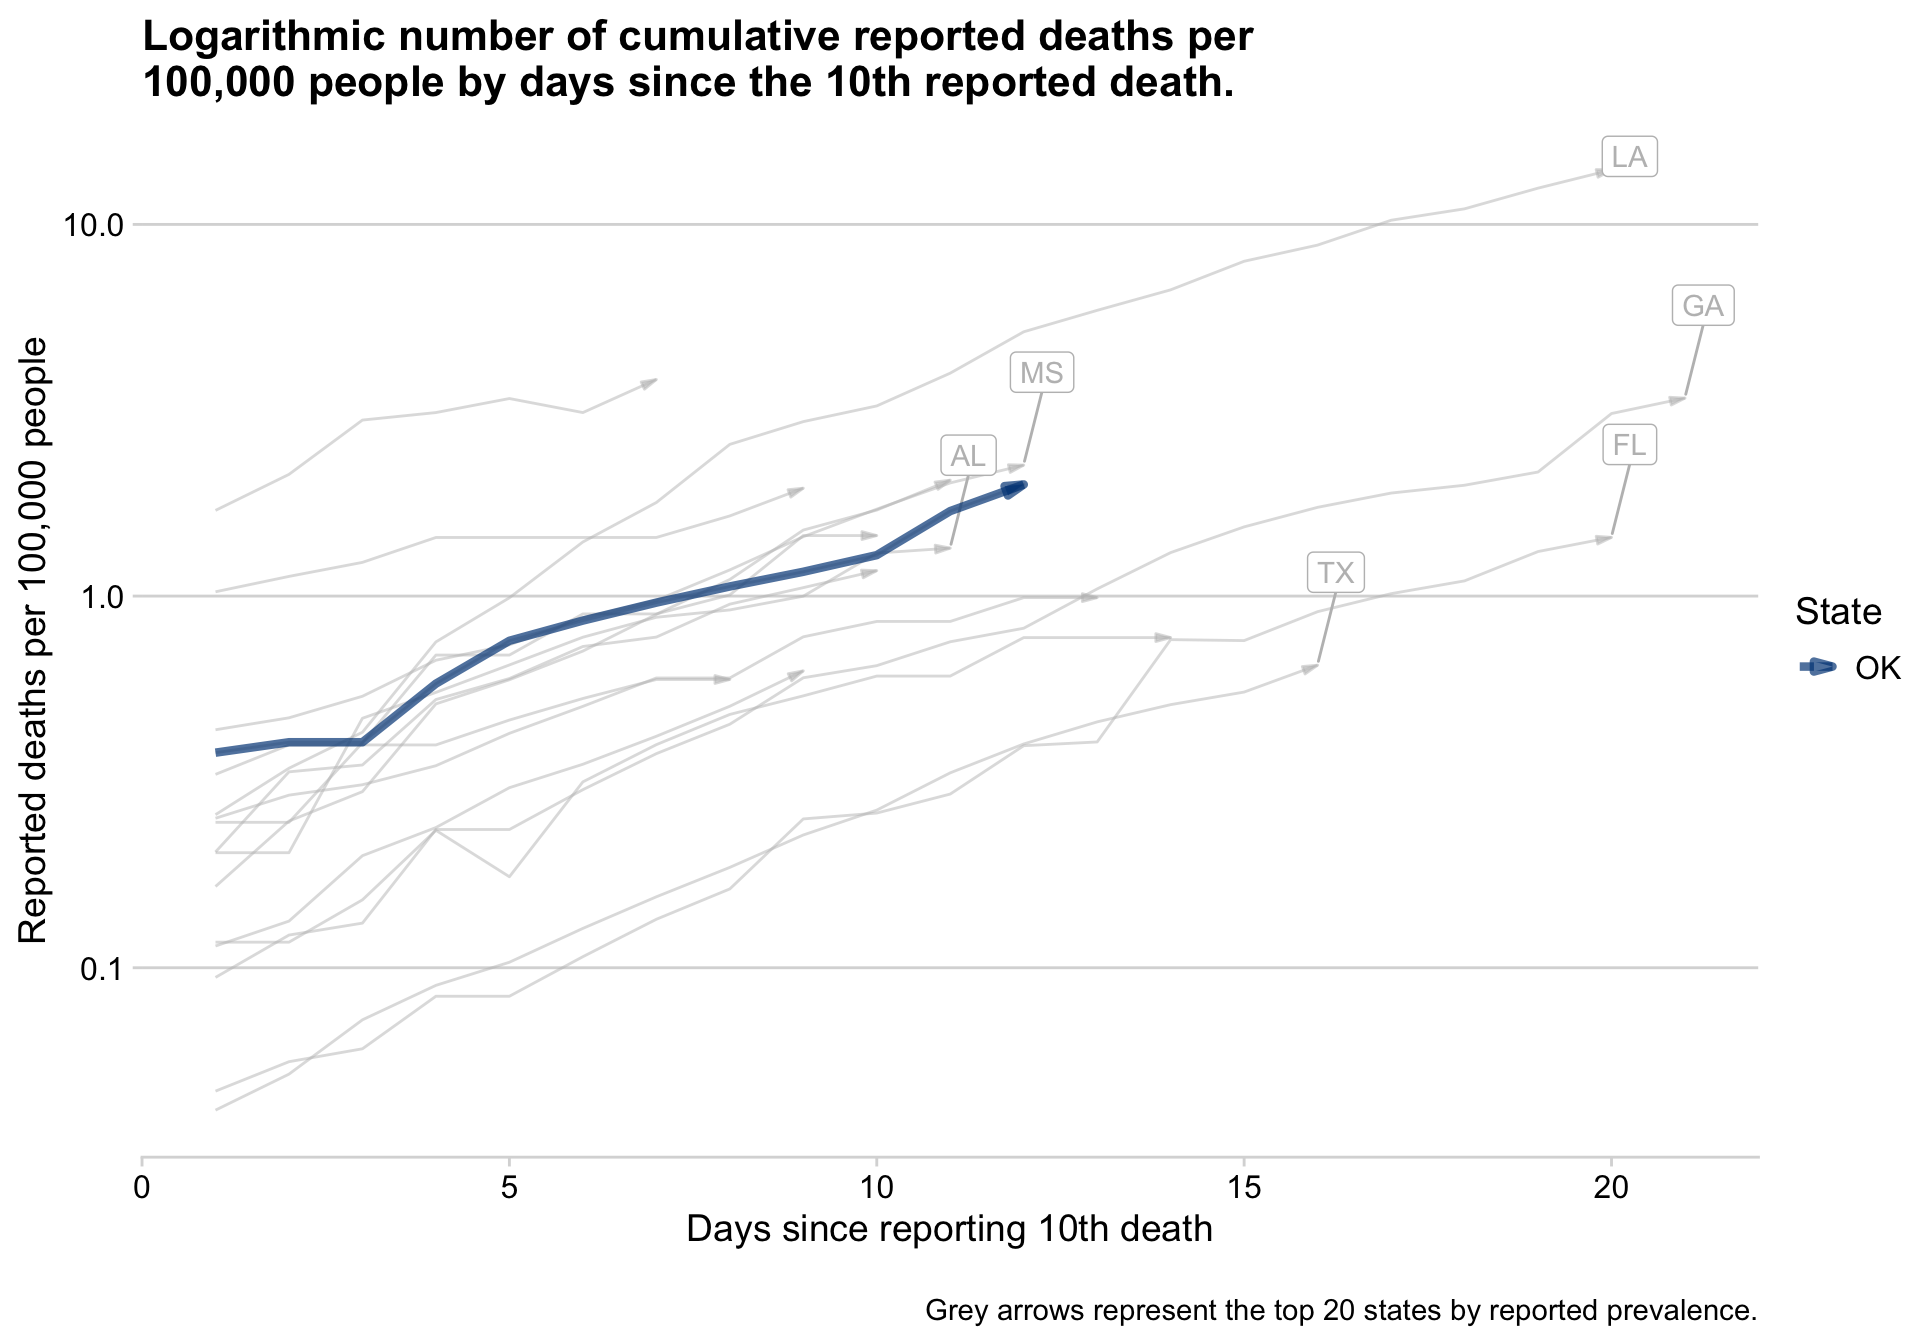 Logarithmic number of cumulative reported deaths per
100,000 people by days since the 10th reported death.
LA
10.0
GA
MS
FL
AL
TX
1.0
0.1
Reported deaths per 100,000 people
State
OK
0
5
10
15
20
Days since reporting 10th death
Grey arrows represent the top 20 states by reported prevalence.